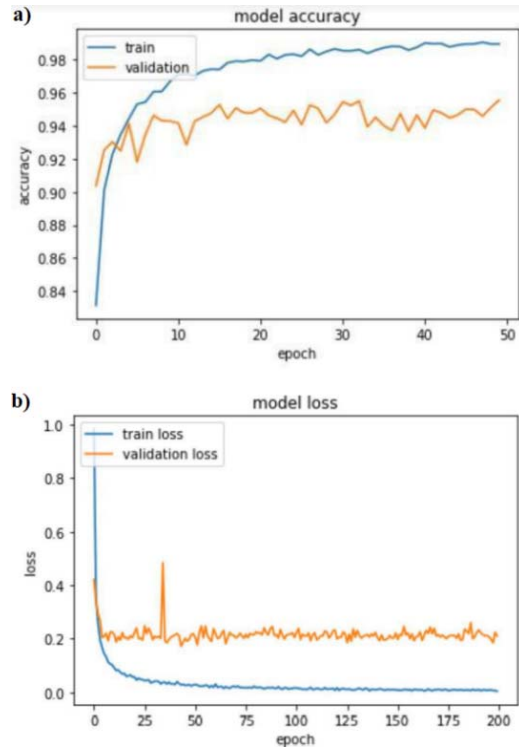 a)
model accuracy
train
validation
0.98
0.96
0.94
0.92
0.90
0.88
0.86
0.84
accuracy
0 10 20 30 40 50
epoch
b)
model loss
train loss
validation loss
1.0
0.8
0.6
0.4
0.2
0.0
loss
0 25 50 75 100 125 150 175 200
epoch